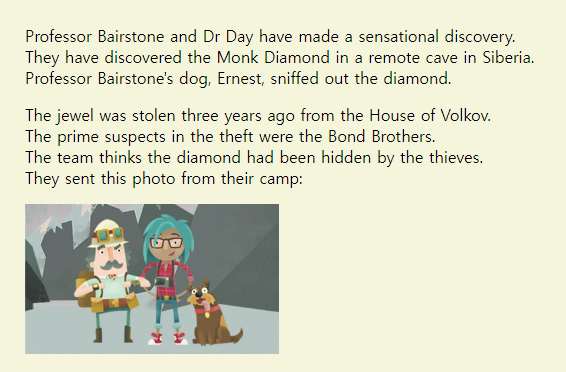 Professor Bairstone and Dr Day have made a sensational discovery.
They have discovered the Monk Diamond in a remote cave in Siberia.
Professor Bairstone's dog, Ernest, sniffed out the diamond.
The jewel was stolen three years ago from the House of Volkov.
The prime suspects in the theft were the Bond Brothers.
The team thinks the diamond had been hidden by the thieves.
They sent this photo from their camp: